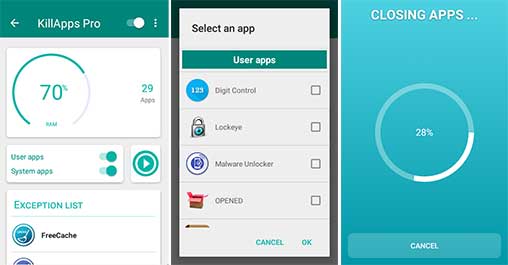 KillApps Pro
70%
RAM
29
Apps
User apps
System apps
EXCEPTION LIST
FreeCache
Select an app
User apps
123
Digit Control
Lockeye
Malware Unlocker
OPENED
CANCEL
OK
CLOSING APPS ...
28%
CANCEL